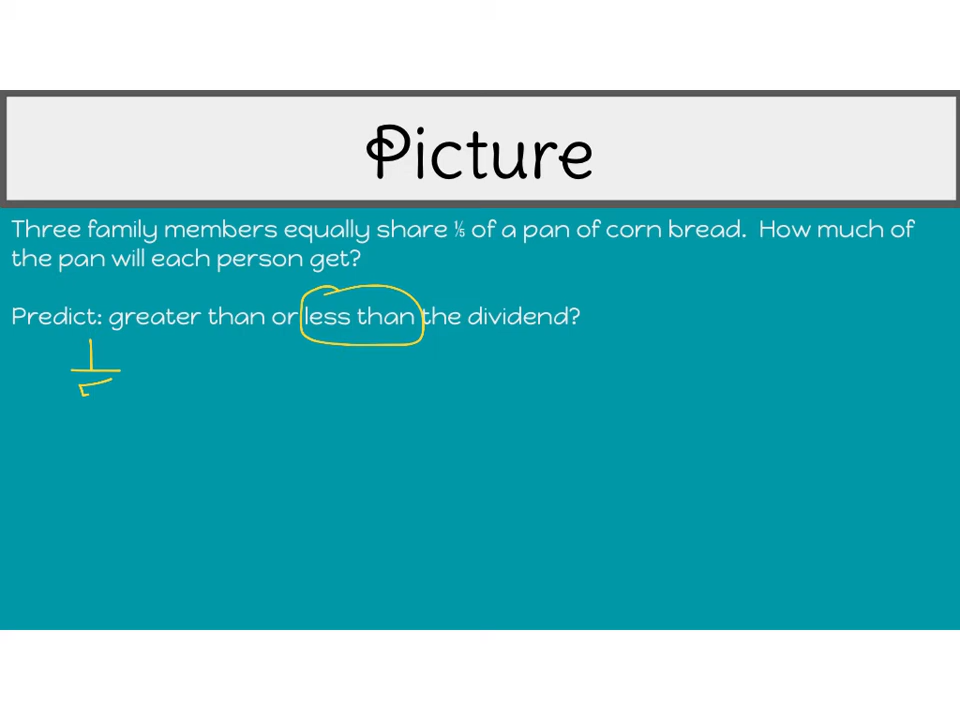 Picture
Three family members equally share ⅕ of a pan of corn bread. How much of
the pan will each person get?
Predict: greater than or less than the dividend?
1